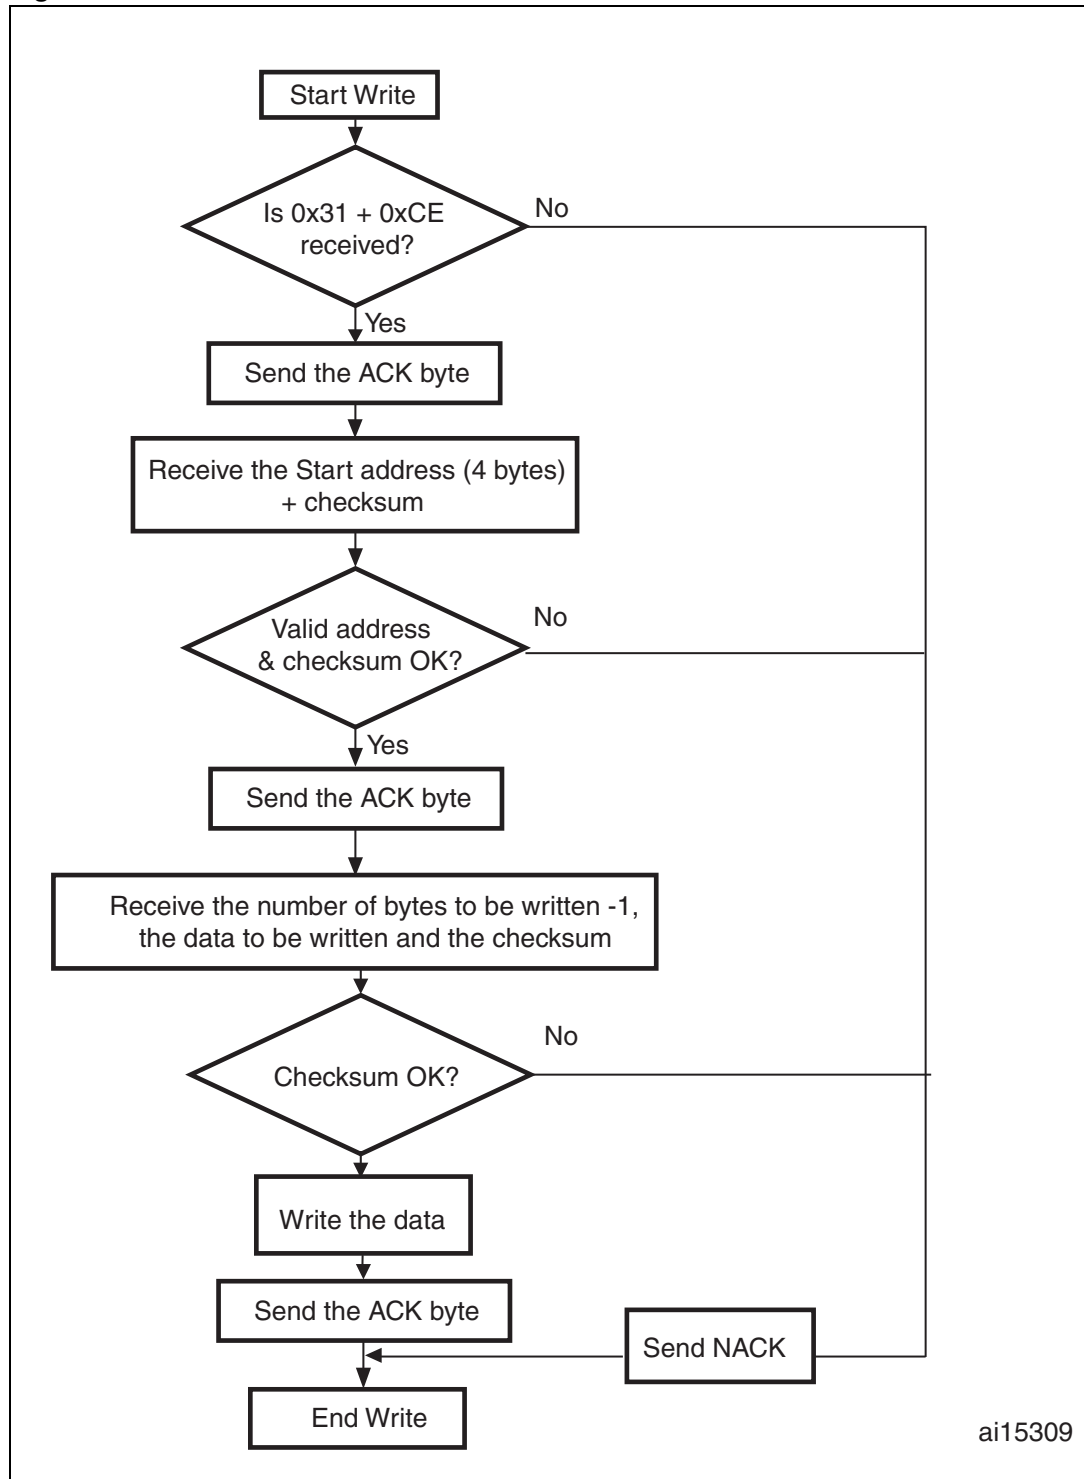 Start Write
Is 0x31 + 0xCE
received?
No
Yes
Send the ACK byte
Receive the Start address (4 bytes)
+ checksum
Valid address
& checksum OK?
No
Yes
Send the ACK byte
Receive the number of bytes to be written -1,
the data to be written and the checksum
Checksum OK?
No
Write the data
Send the ACK byte
Send NACK
End Write
ai15309